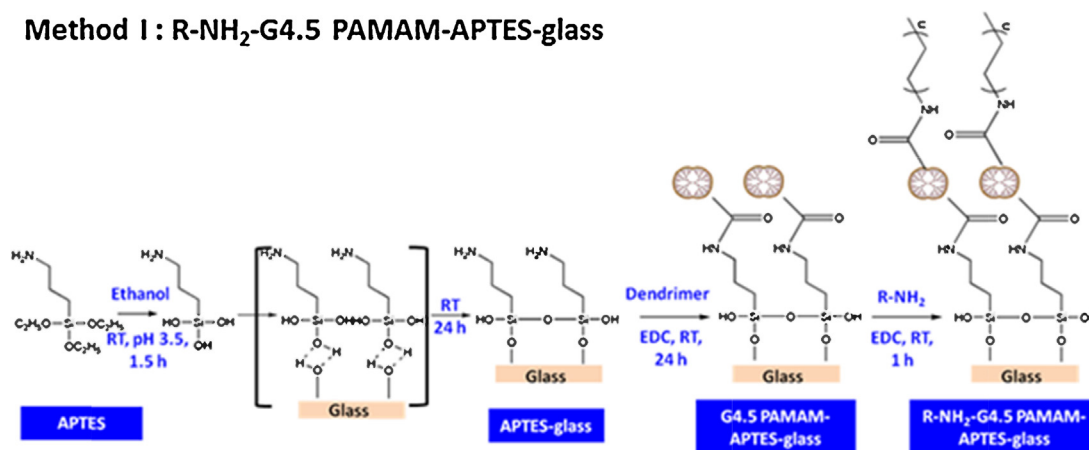 Method I : R-NH₂-G4.5 PAMAM-APTES-glass
n
n
NH
NH
O
O
O
O
O
O
HN
HN
HN
HN
H₂N
H₂N
H₂N
H₂N
H₂N
H₂N
Ethanol
RT, pH 3.5,
1.5 h
C₂H₅O
Si
OC₂H₅
OC₂H₅
HO
Si
OH
OH
HO
Si
Si
OH
O
O
H
H
H
H
O
O
Glass
RT
24 h
HO
Si
O
Si
OH
O
O
Glass
Dendrimer
EDC, RT,
24 h
HO
Si
O
Si
OH
O
O
Glass
R-NH₂
EDC, RT,
1 h
HO
Si
O
Si
O
O
Glass
APTES
APTES-glass
G4.5 PAMAM-
APTES-glass
R-NH₂-G4.5 PAMAM-
APTES-glass